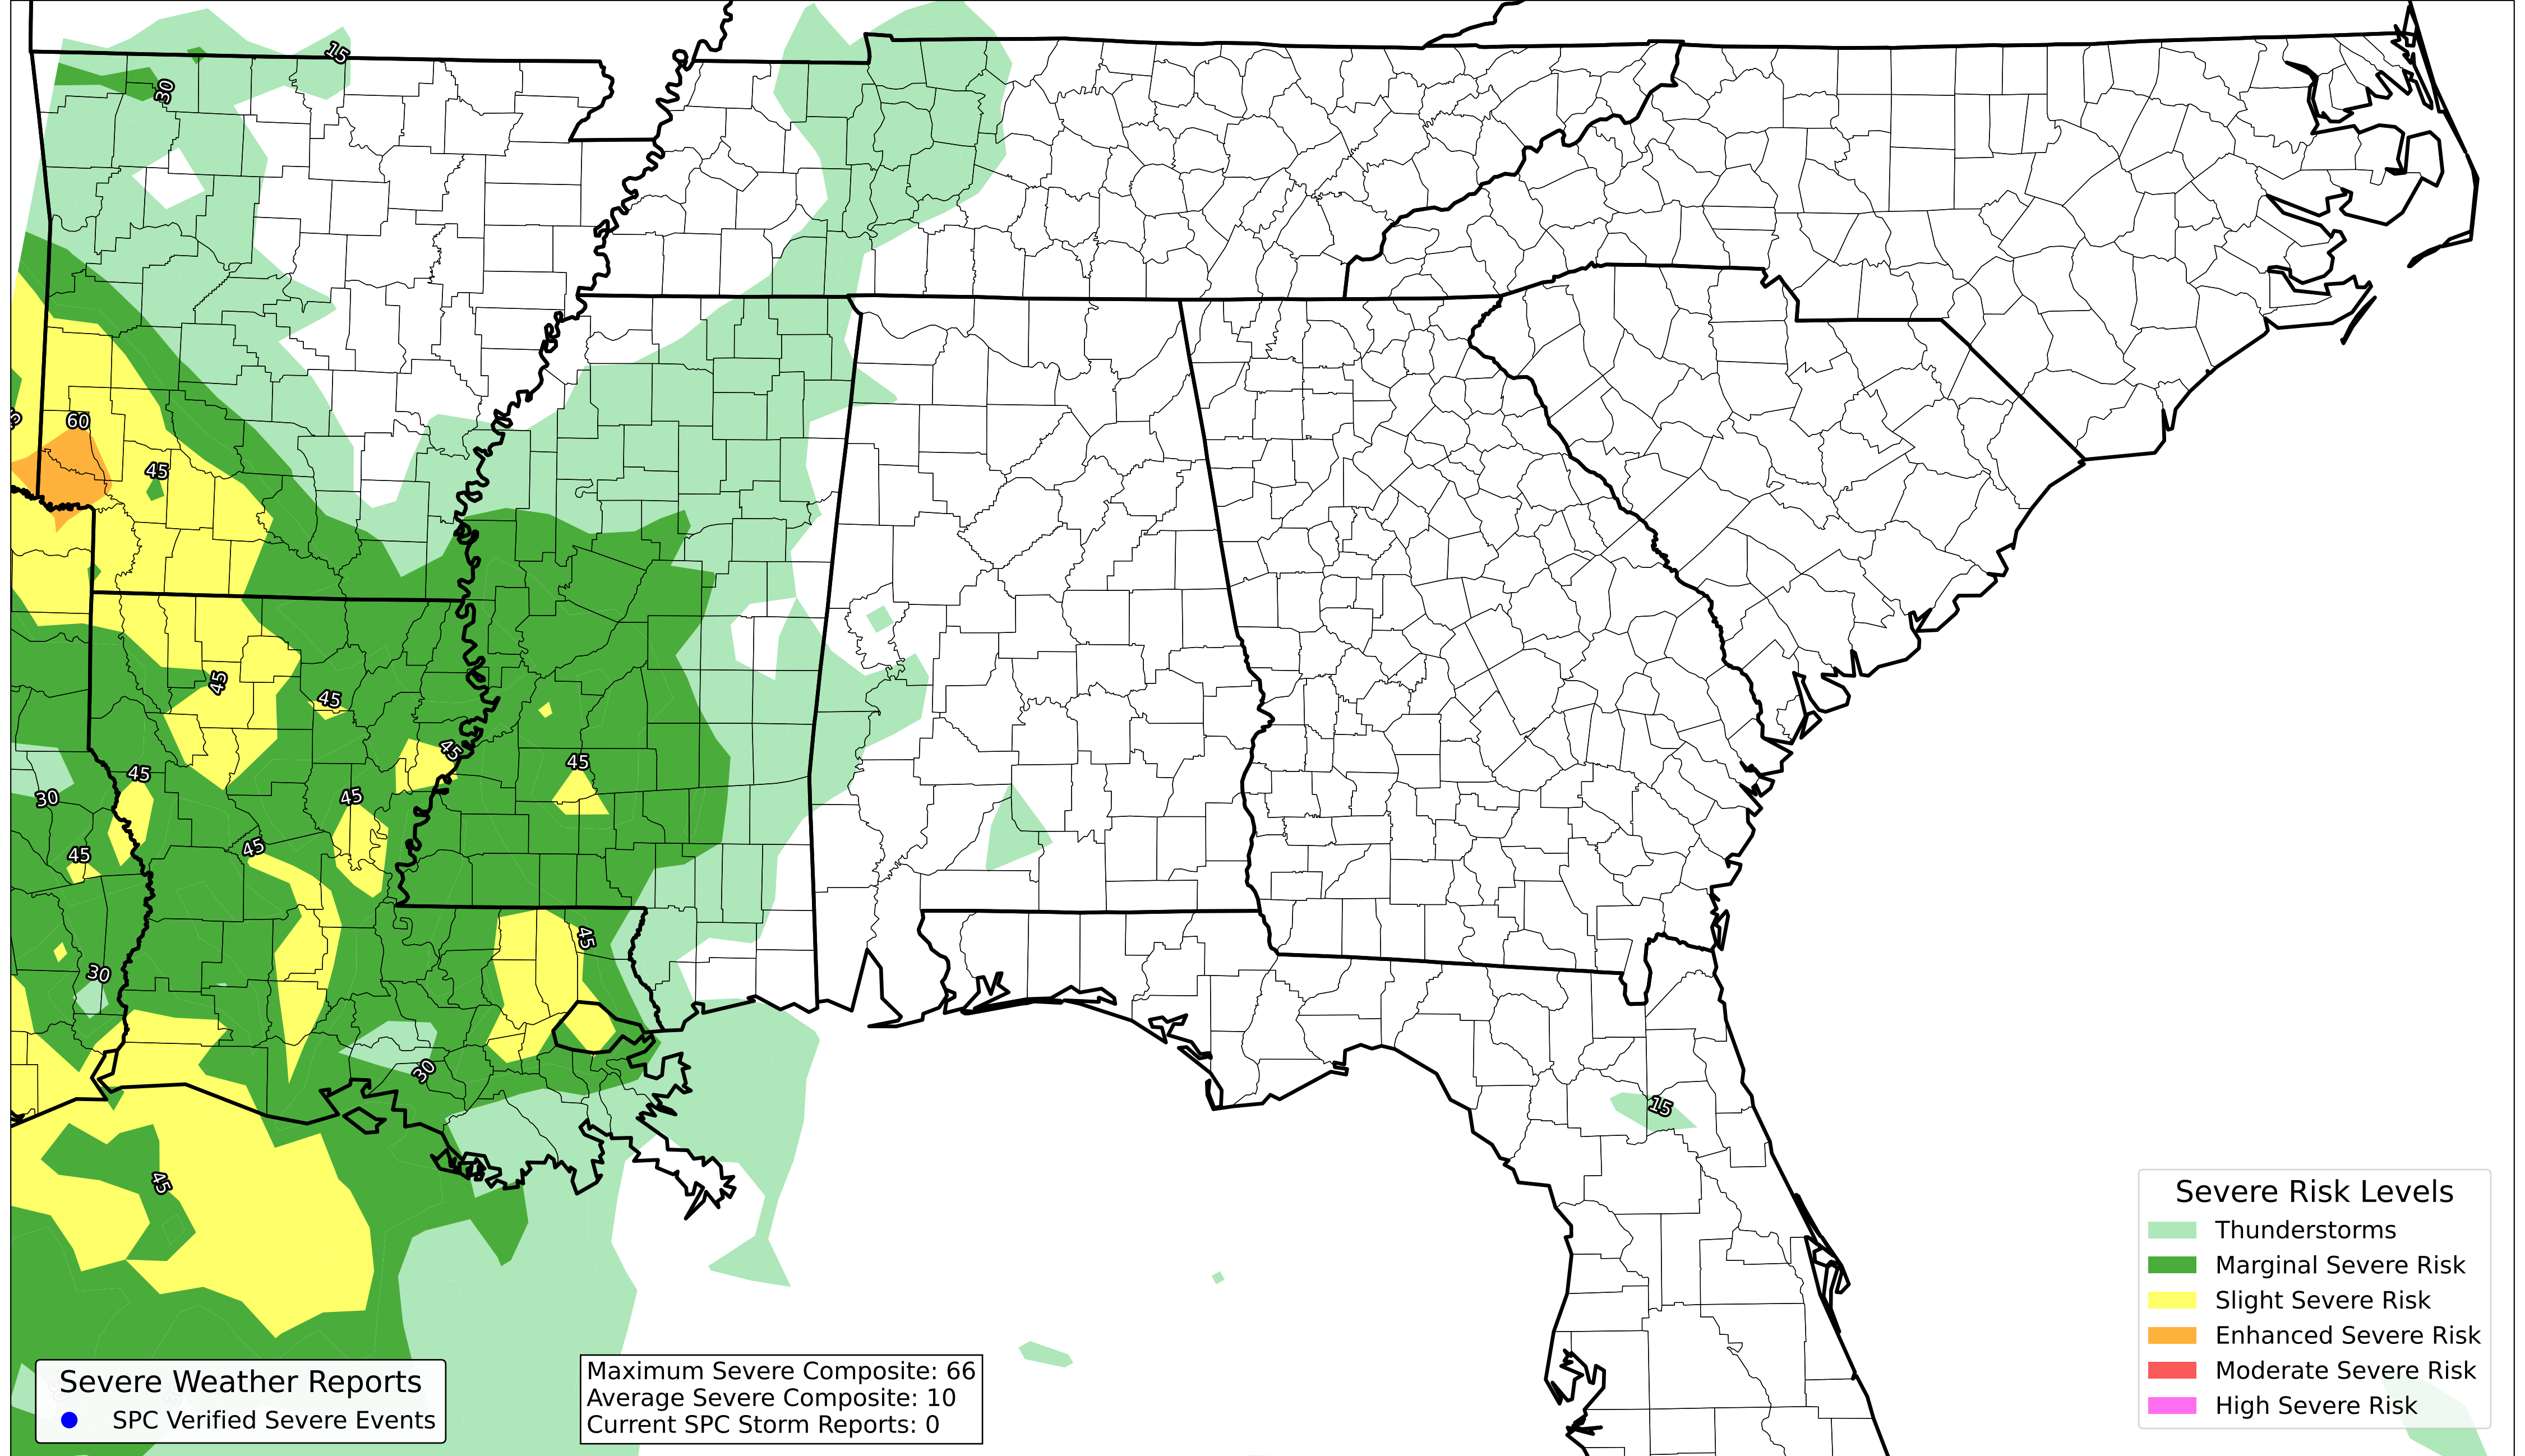 15
30
60
45
45
45
45
45
45
30
45
45
45
30
30
45
15
45
Severe Risk Levels
Thunderstorms
Marginal Severe Risk
Slight Severe Risk
Enhanced Severe Risk
Moderate Severe Risk
High Severe Risk
Severe Weather Reports
SPC Verified Severe Events
Maximum Severe Composite: 66
Average Severe Composite: 10
Current SPC Storm Reports: 0